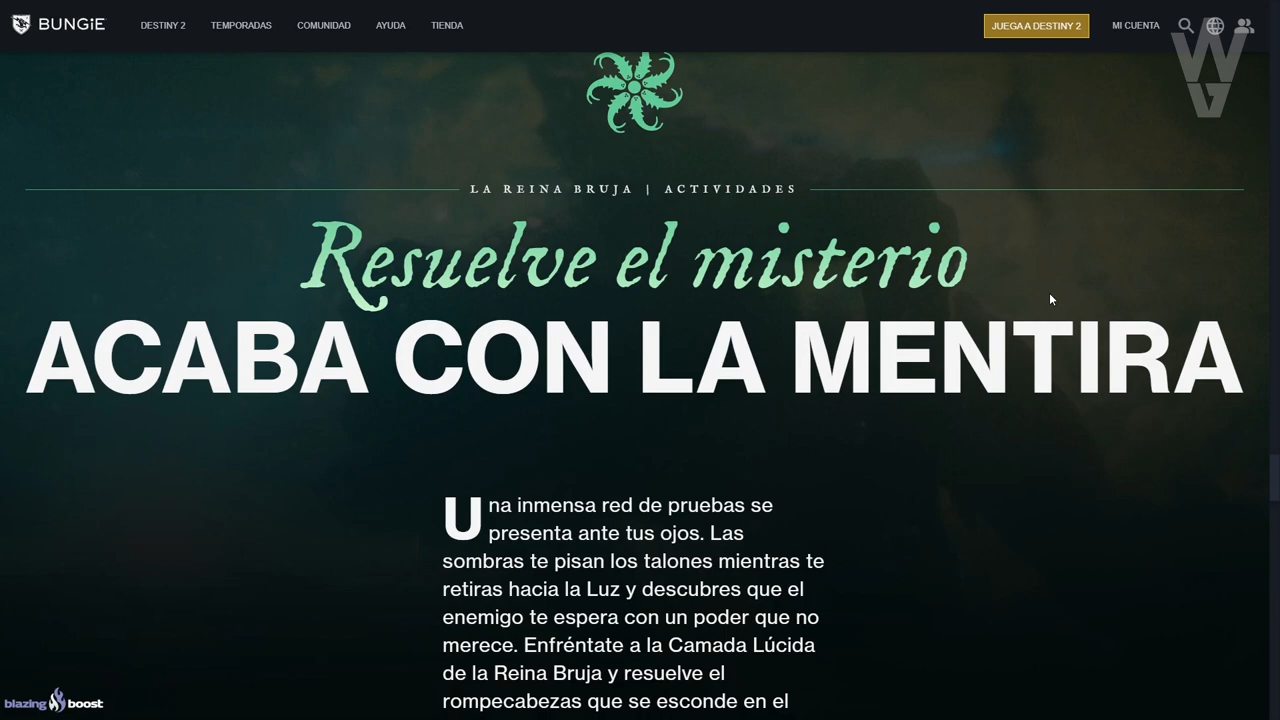 BUNGiE DESTINY 2 TEMPORADAS COMUNIDAD AYUDA TIENDA JUEGA A DESTINY 2 MI CUENTA
LA REINA BRUJA | ACTIVIDADES
Resuelve el misterio
ACABA CON LA MENTIRA
Una inmensa red de pruebas se
presenta ante tus ojos. Las
sombras te pisan los talones mientras te
retiras hacia la Luz y descubres que el
enemigo te espera con un poder que no
merece. Enfréntate a la Camada Lúcida
de la Reina Bruja y resuelve el
rompecabezas que se esconde en el
blazing boost